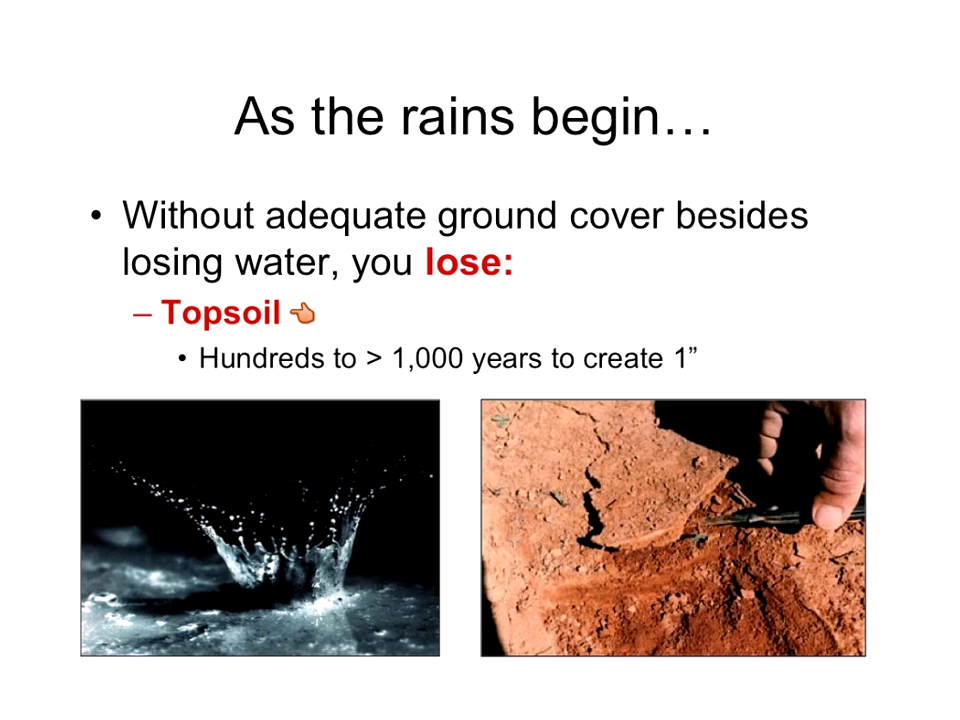 As the rains begin…
• Without adequate ground cover besides
losing water, you lose:
– Topsoil 👈
• Hundreds to > 1,000 years to create 1”